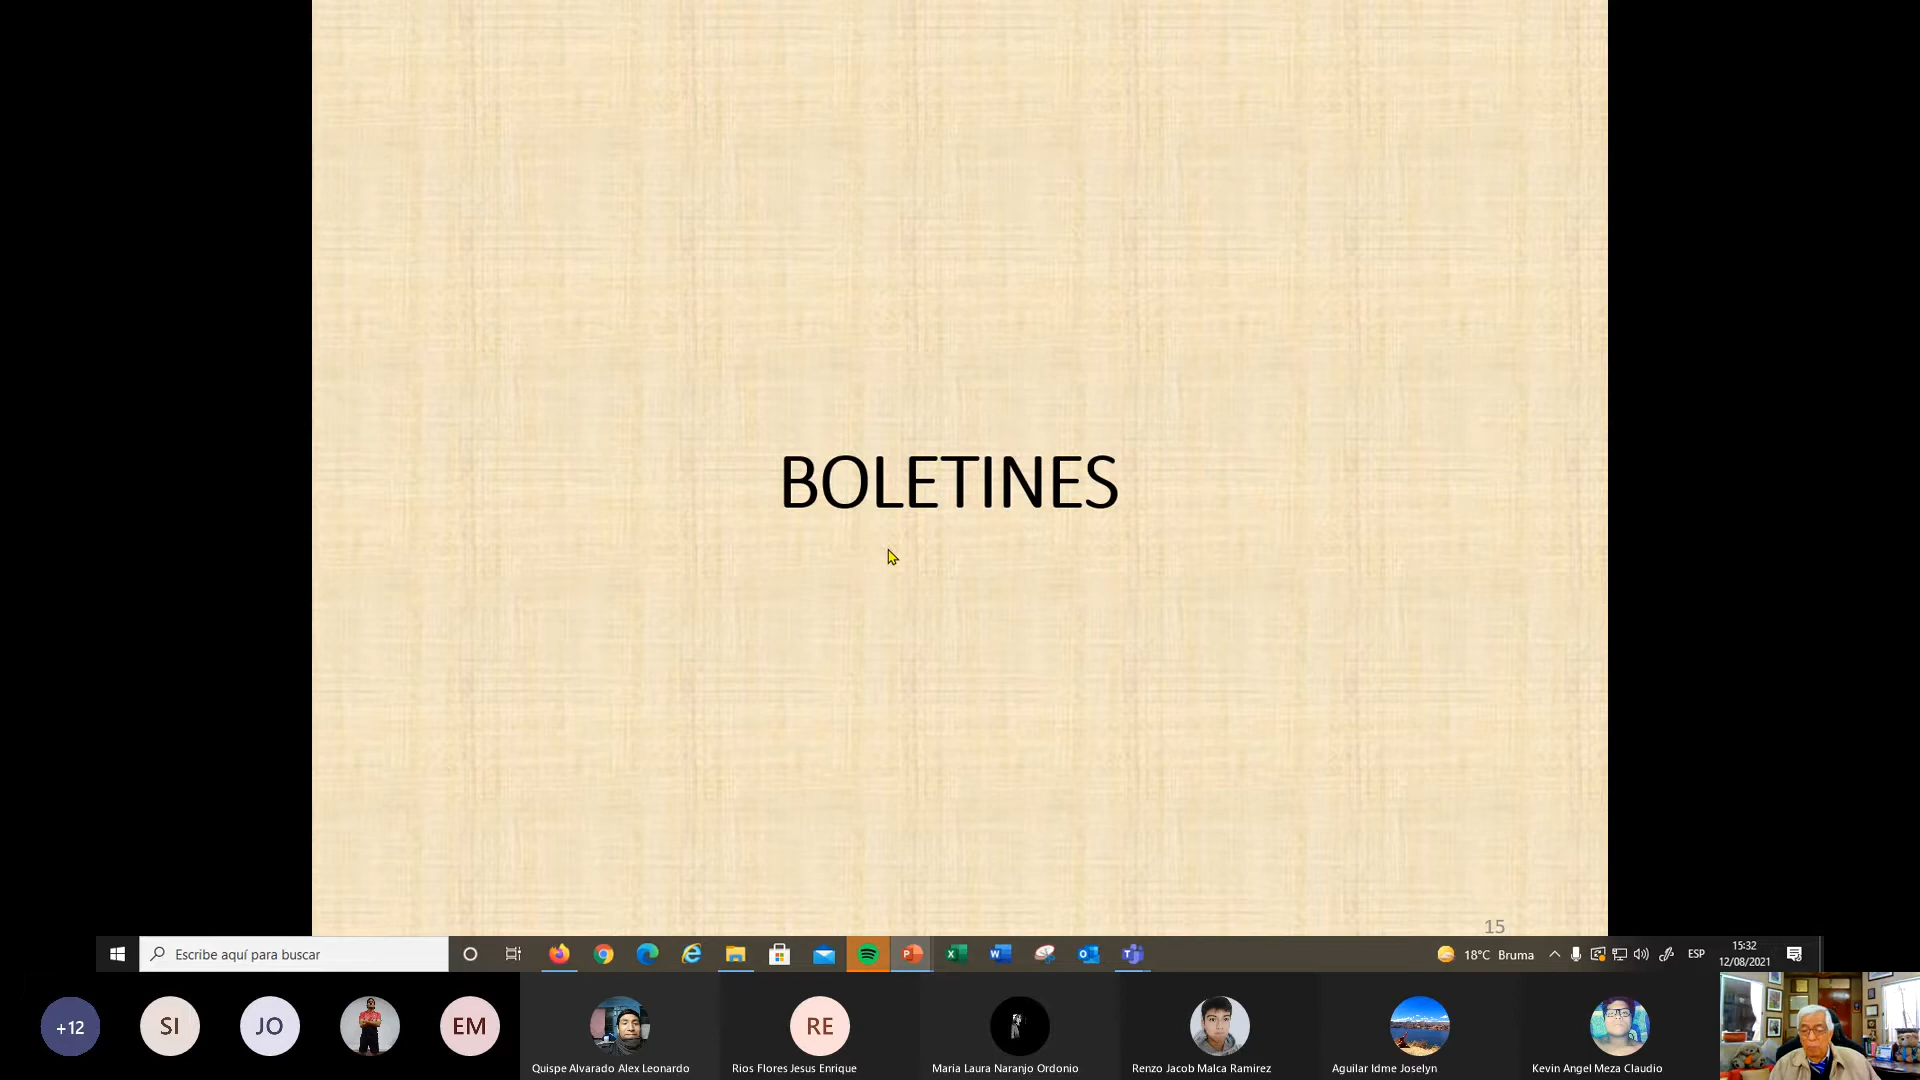 BOLETINES
15
Escribe aquí para buscar
18°C Bruma
ESP
15:32
12/08/2021
+12
SI
JO
EM
RE
Quispe Alvarado Alex Leonardo
Rios Flores Jesus Enrique
Maria Laura Naranjo Ordonio
Renzo Jacob Malca Ramirez
Aguilar Idme Joselyn
Kevin Angel Meza Claudio